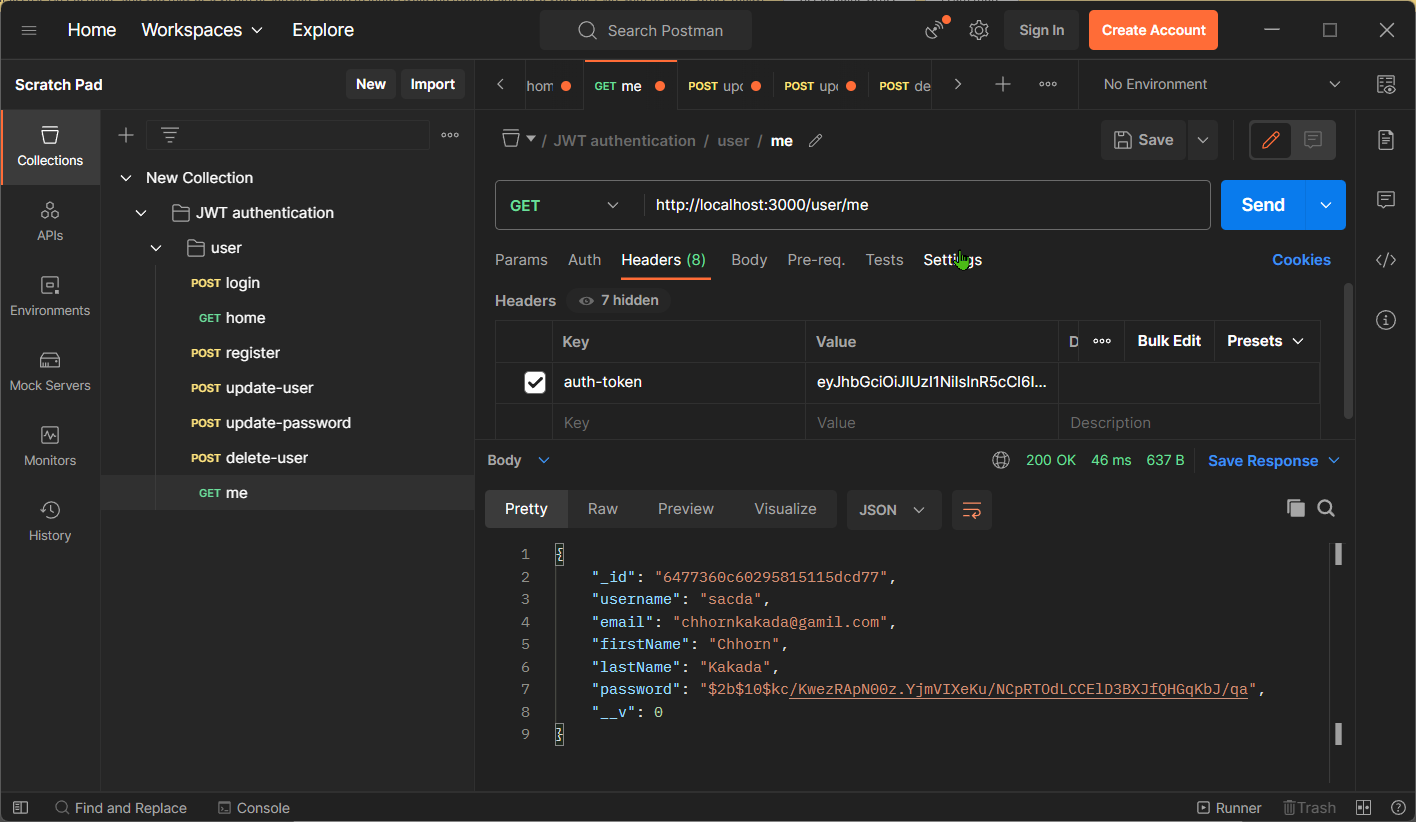 Home Workspaces Explore Search Postman Sign In Create Account
Scratch Pad New Import hom GET me POST upc POST upc POST de No Environment
Collections
APIs
Environments
Mock Servers
Monitors
History
New Collection
JWT authentication
user
POST login
GET home
POST register
POST update-user
POST update-password
POST delete-user
GET me
/ JWT authentication / user / me Save
GET http://localhost:3000/user/me Send
Params Auth Headers (8) Body Pre-req. Tests Settings Cookies
Headers 7 hidden
Key Value D Bulk Edit Presets
auth-token eyJhbGciOiJIUzI1NiIsInR5cCI6I...
Key Value Description
Body 200 OK 46 ms 637 B Save Response
Pretty Raw Preview Visualize JSON
1 {
2 "_id": "6477360c60295815115dcd77",
3 "username": "sacda",
4 "email": "chhornkakada@gamil.com",
5 "firstName": "Chhorn",
6 "lastName": "Kakada",
7 "password": "$2b$10$kc/KwezRApN00z.YjmVIXeKu/NCpRTOdLCCElD3BXJfQHGqKbJ/qa",
8 "__v": 0
9 }
Find and Replace Console Runner Trash